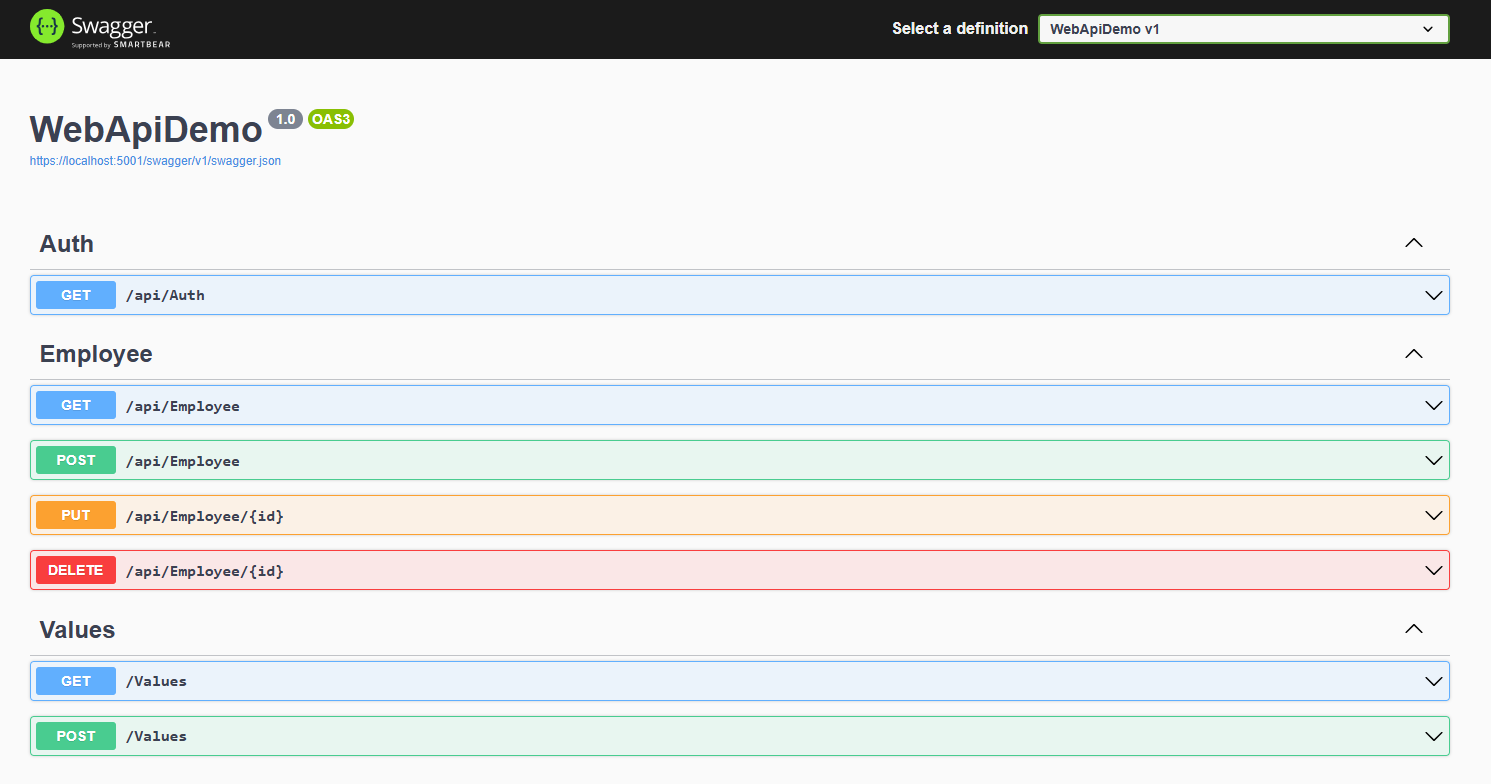 Swagger
Supported by SMARTBEAR
Select a definition
WebApiDemo v1
WebApiDemo 1.0 OAS3
https://localhost:5001/swagger/v1/swagger.json
Auth
GET /api/Auth
Employee
GET /api/Employee
POST /api/Employee
PUT /api/Employee/{id}
DELETE /api/Employee/{id}
Values
GET /Values
POST /Values